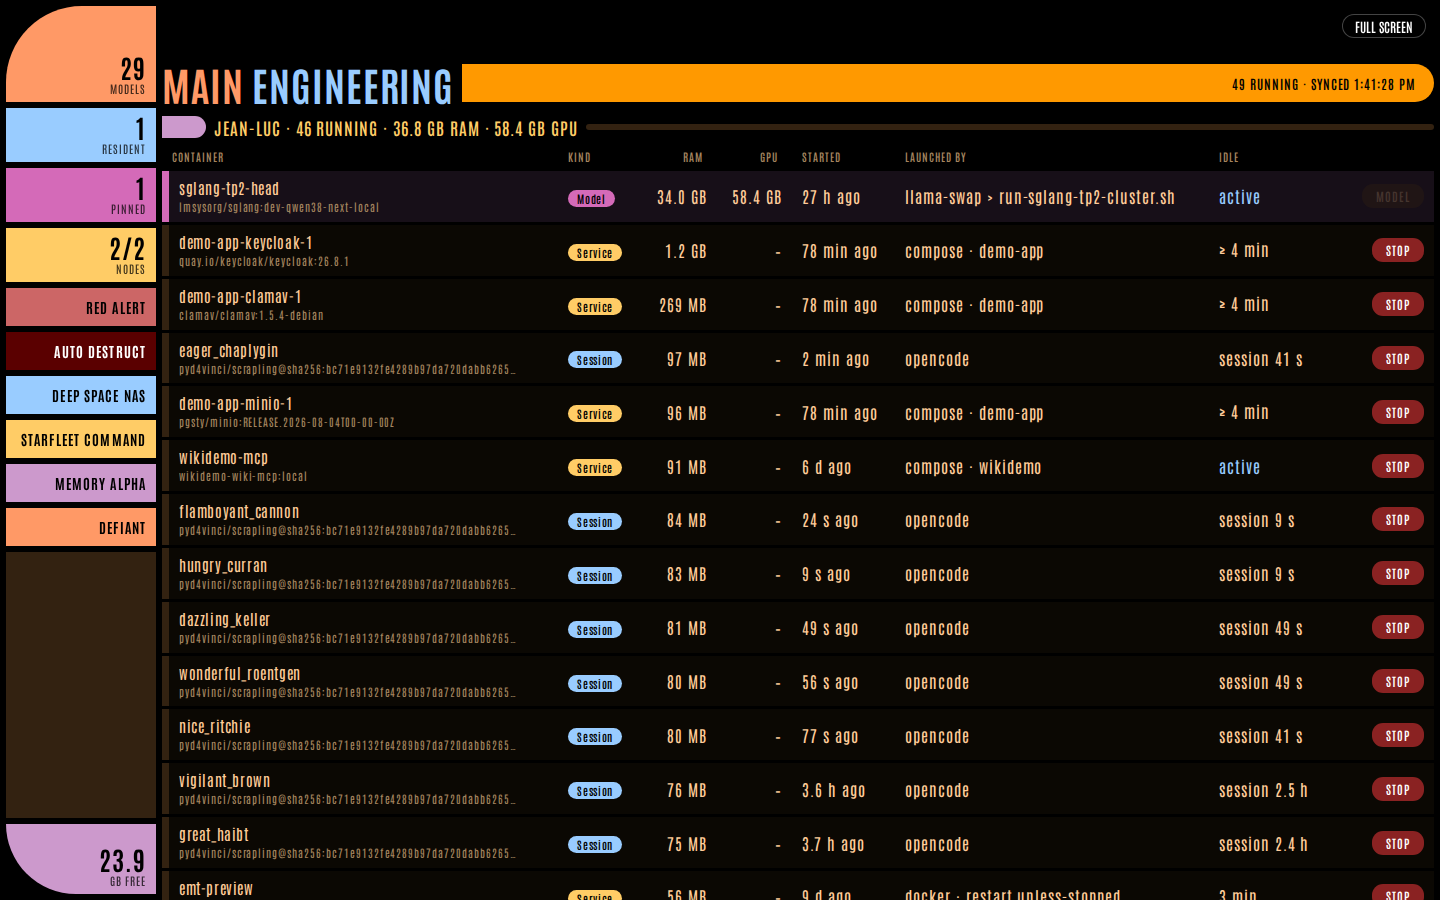 FULL SCREEN
29
MODELS
1
RESIDENT
1
PINNED
2/2
NODES
RED ALERT
AUTO DESTRUCT
DEEP SPACE NAS
STARFLEET COMMAND
MEMORY ALPHA
DEFIANT
23.9
GB FREE
MAIN ENGINEERING
49 RUNNING · SYNCED 1:41:28 PM
JEAN-LUC · 46 RUNNING · 36.8 GB RAM · 58.4 GB GPU
CONTAINER KIND RAM GPU STARTED LAUNCHED BY IDLE
sglang-tp2-head Model 34.0 GB 58.4 GB 27 h ago llama-swap > run-sglang-tp2-cluster.sh active MODEL
lmsysorg/sglang:dev-qwen38-next-local
demo-app-keycloak-1 Service 1.2 GB – 78 min ago compose · demo-app ≥ 4 min STOP
quay.io/keycloak/keycloak:26.8.1
demo-app-clamav-1 Service 269 MB – 78 min ago compose · demo-app ≥ 4 min STOP
clamav/clamav:1.5.4-debian
eager_chaplygin Session 97 MB – 2 min ago opencode session 41 s STOP
pyd4vinci/scrapling@sha256:bc71e9132fe4289b97da720dabb6265…
demo-app-minio-1 Service 96 MB – 78 min ago compose · demo-app ≥ 4 min STOP
pgsty/minio:RELEASE.2026-08-04T00-00-00Z
wikidemo-mcp Service 91 MB – 6 d ago compose · wikidemo active STOP
wikidemo-wiki-mcp:local
flamboyant_cannon Session 84 MB – 24 s ago opencode session 9 s STOP
pyd4vinci/scrapling@sha256:bc71e9132fe4289b97da720dabb6265…
hungry_curran Session 83 MB – 9 s ago opencode session 9 s STOP
pyd4vinci/scrapling@sha256:bc71e9132fe4289b97da720dabb6265…
dazzling_keller Session 81 MB – 49 s ago opencode session 49 s STOP
pyd4vinci/scrapling@sha256:bc71e9132fe4289b97da720dabb6265…
wonderful_roentgen Session 80 MB – 56 s ago opencode session 49 s STOP
pyd4vinci/scrapling@sha256:bc71e9132fe4289b97da720dabb6265…
nice_ritchie Session 80 MB – 77 s ago opencode session 41 s STOP
pyd4vinci/scrapling@sha256:bc71e9132fe4289b97da720dabb6265…
vigilant_brown Session 76 MB – 3.6 h ago opencode session 2.5 h STOP
pyd4vinci/scrapling@sha256:bc71e9132fe4289b97da720dabb6265…
great_haibt Session 75 MB – 3.7 h ago opencode session 2.4 h STOP
pyd4vinci/scrapling@sha256:bc71e9132fe4289b97da720dabb6265…
emt-preview Service 56 MB – 9 d ago docker · restart unless-stopped 3 min STOP